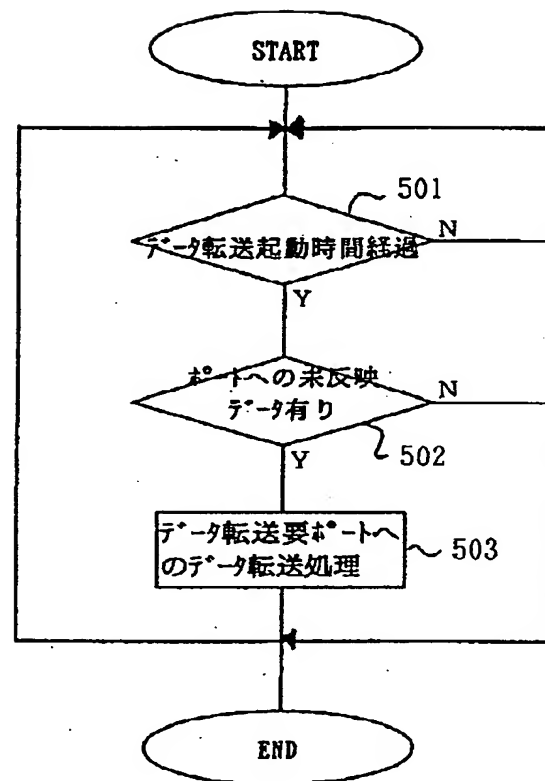 START
501
データ転送起動時間経過
N
Y
ポートへの未反映
データ有り
N
Y
502
データ転送要ポートへ
のデータ転送処理
503
END